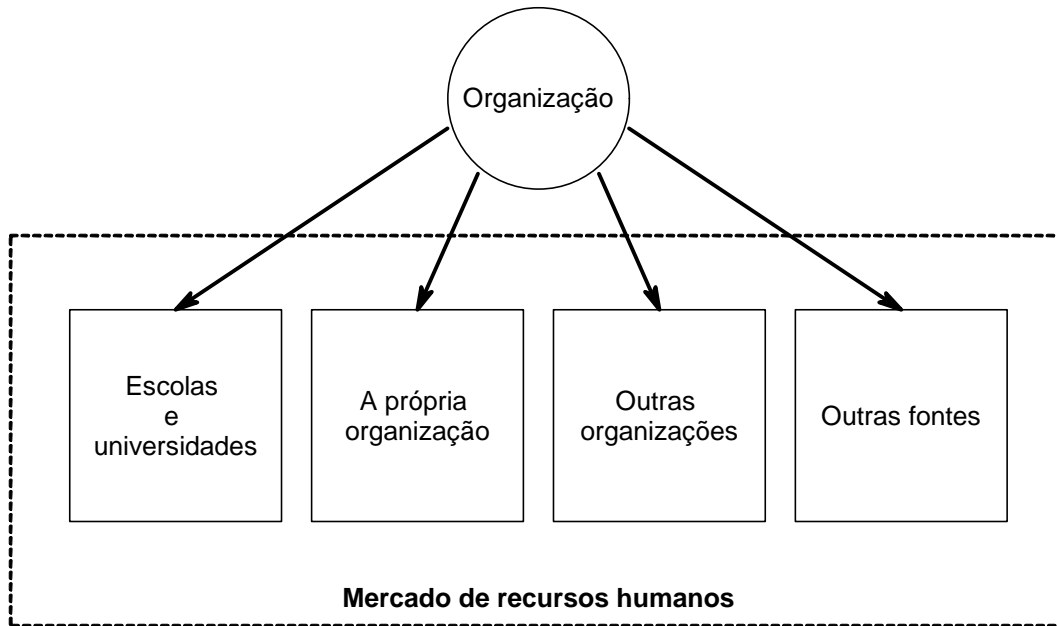 Organização
Escolas
e
universidades
A própria
organização
Outras
organizações
Outras fontes
Mercado de recursos humanos